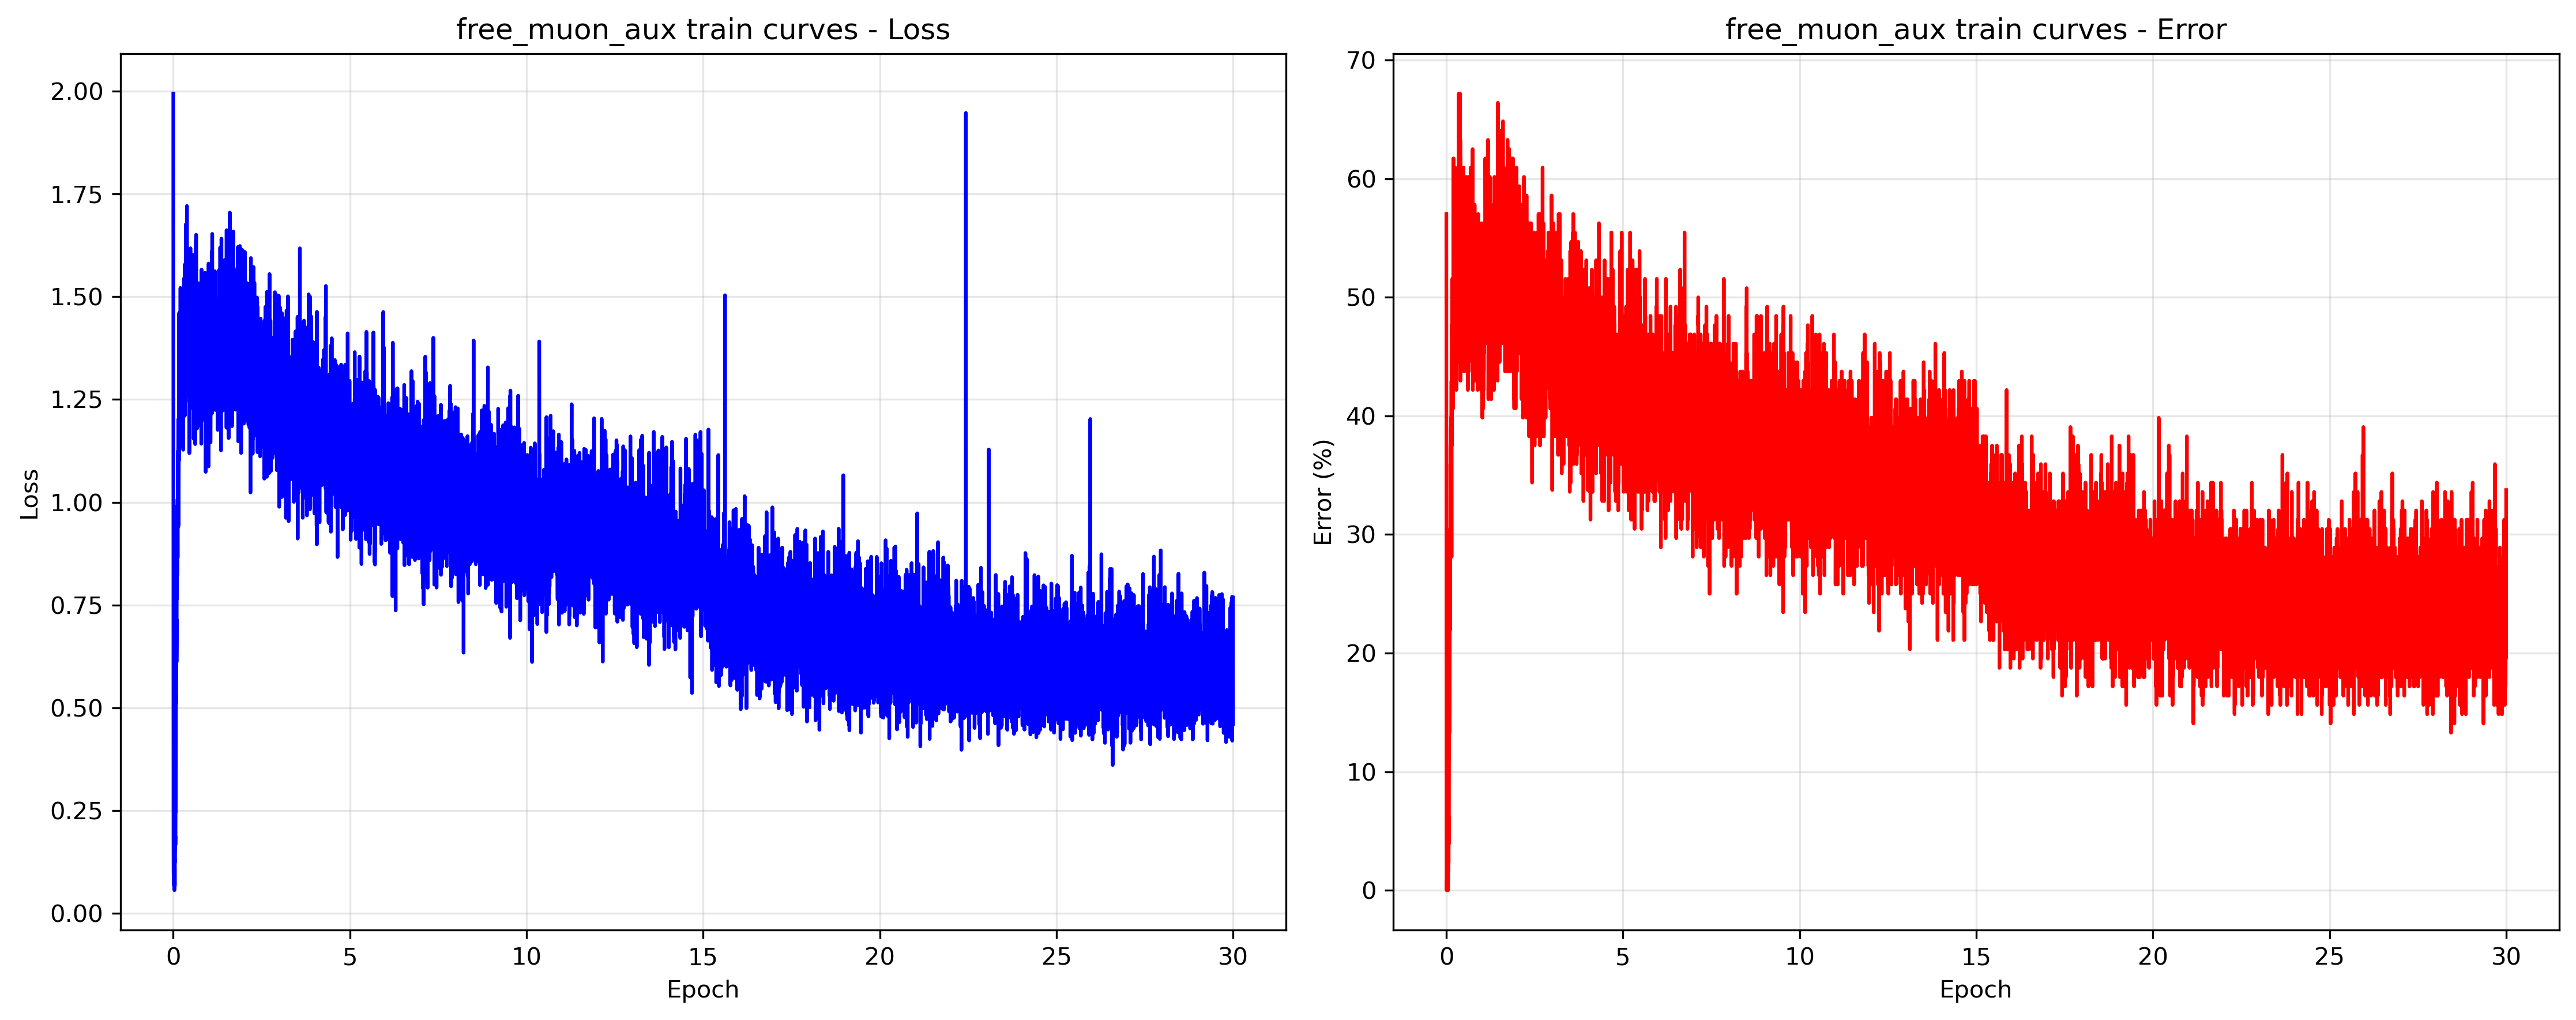 free_muon_aux train curves - Loss
Loss
2.00
1.75
1.50
1.25
1.00
0.75
0.50
0.25
0.00
0 5 10 15 20 25 30
Epoch
free_muon_aux train curves - Error
Error (%)
70
60
50
40
30
20
10
0
0 5 10 15 20 25 30
Epoch